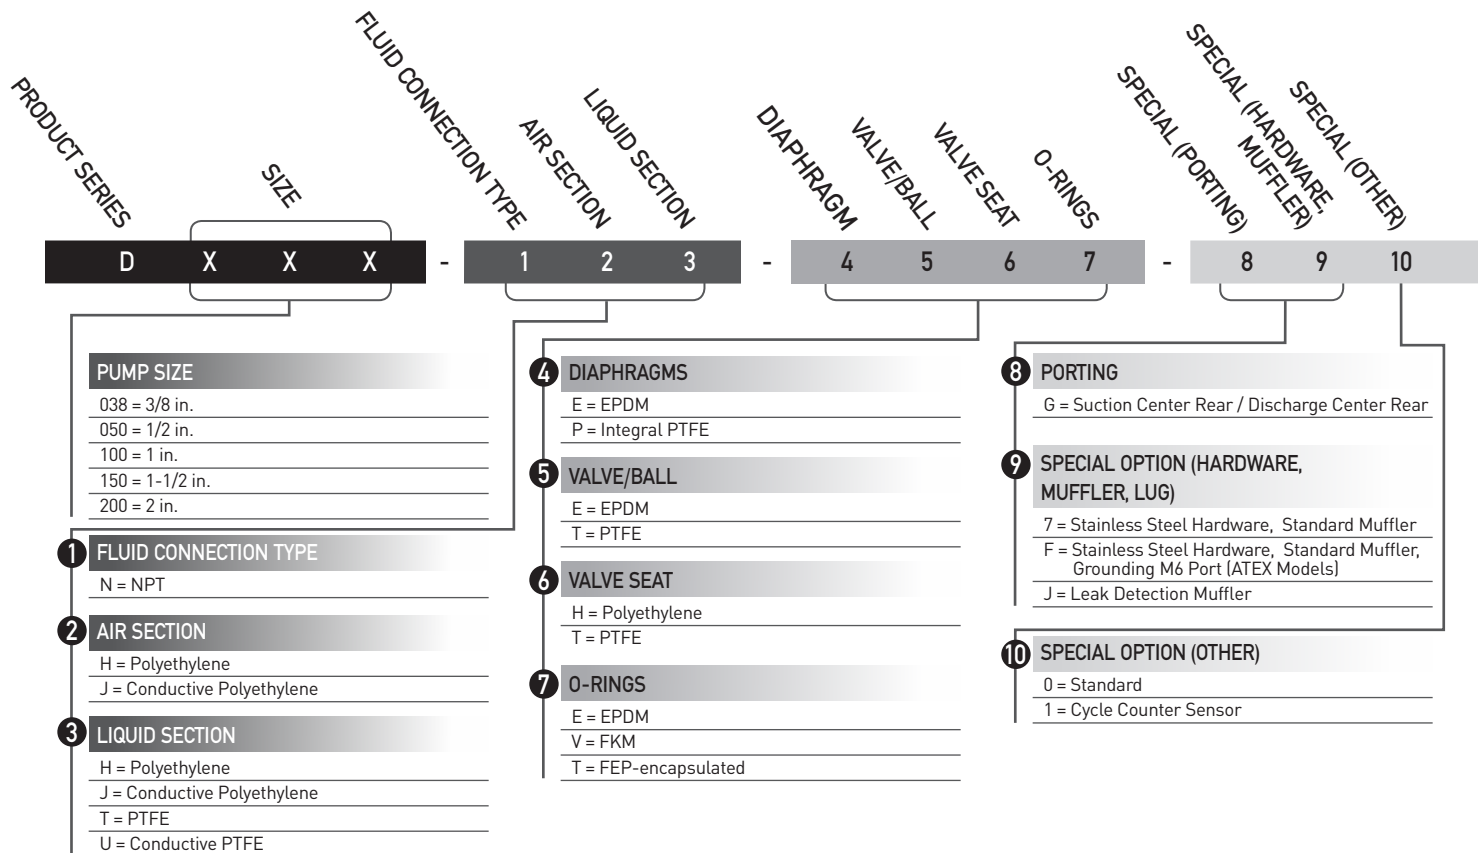 PRODUCT SERIES
SIZE
FLUID CONNECTION TYPE
AIR SECTION
LIQUID SECTION
DIAPHRAGM
VALVE/BALL
VALVE SEAT
O-RINGS
SPECIAL (PORTING)
SPECIAL (HARDWARE,
MUFFLER)
SPECIAL (OTHER)
D X X X - 1 2 3 - 4 5 6 7 - 8 9 10
PUMP SIZE
038 = 3/8 in.
050 = 1/2 in.
100 = 1 in.
150 = 1-1/2 in.
200 = 2 in.
1 FLUID CONNECTION TYPE
N = NPT
2 AIR SECTION
H = Polyethylene
J = Conductive Polyethylene
3 LIQUID SECTION
H = Polyethylene
J = Conductive Polyethylene
T = PTFE
U = Conductive PTFE
4 DIAPHRAGMS
E = EPDM
P = Integral PTFE
5 VALVE/BALL
E = EPDM
T = PTFE
6 VALVE SEAT
H = Polyethylene
T = PTFE
7 O-RINGS
E = EPDM
V = FKM
T = FEP-encapsulated
8 PORTING
G = Suction Center Rear / Discharge Center Rear
9 SPECIAL OPTION (HARDWARE,
MUFFLER, LUG)
7 = Stainless Steel Hardware, Standard Muffler
F = Stainless Steel Hardware, Standard Muffler,
Grounding M6 Port (ATEX Models)
J = Leak Detection Muffler
10 SPECIAL OPTION (OTHER)
0 = Standard
1 = Cycle Counter Sensor